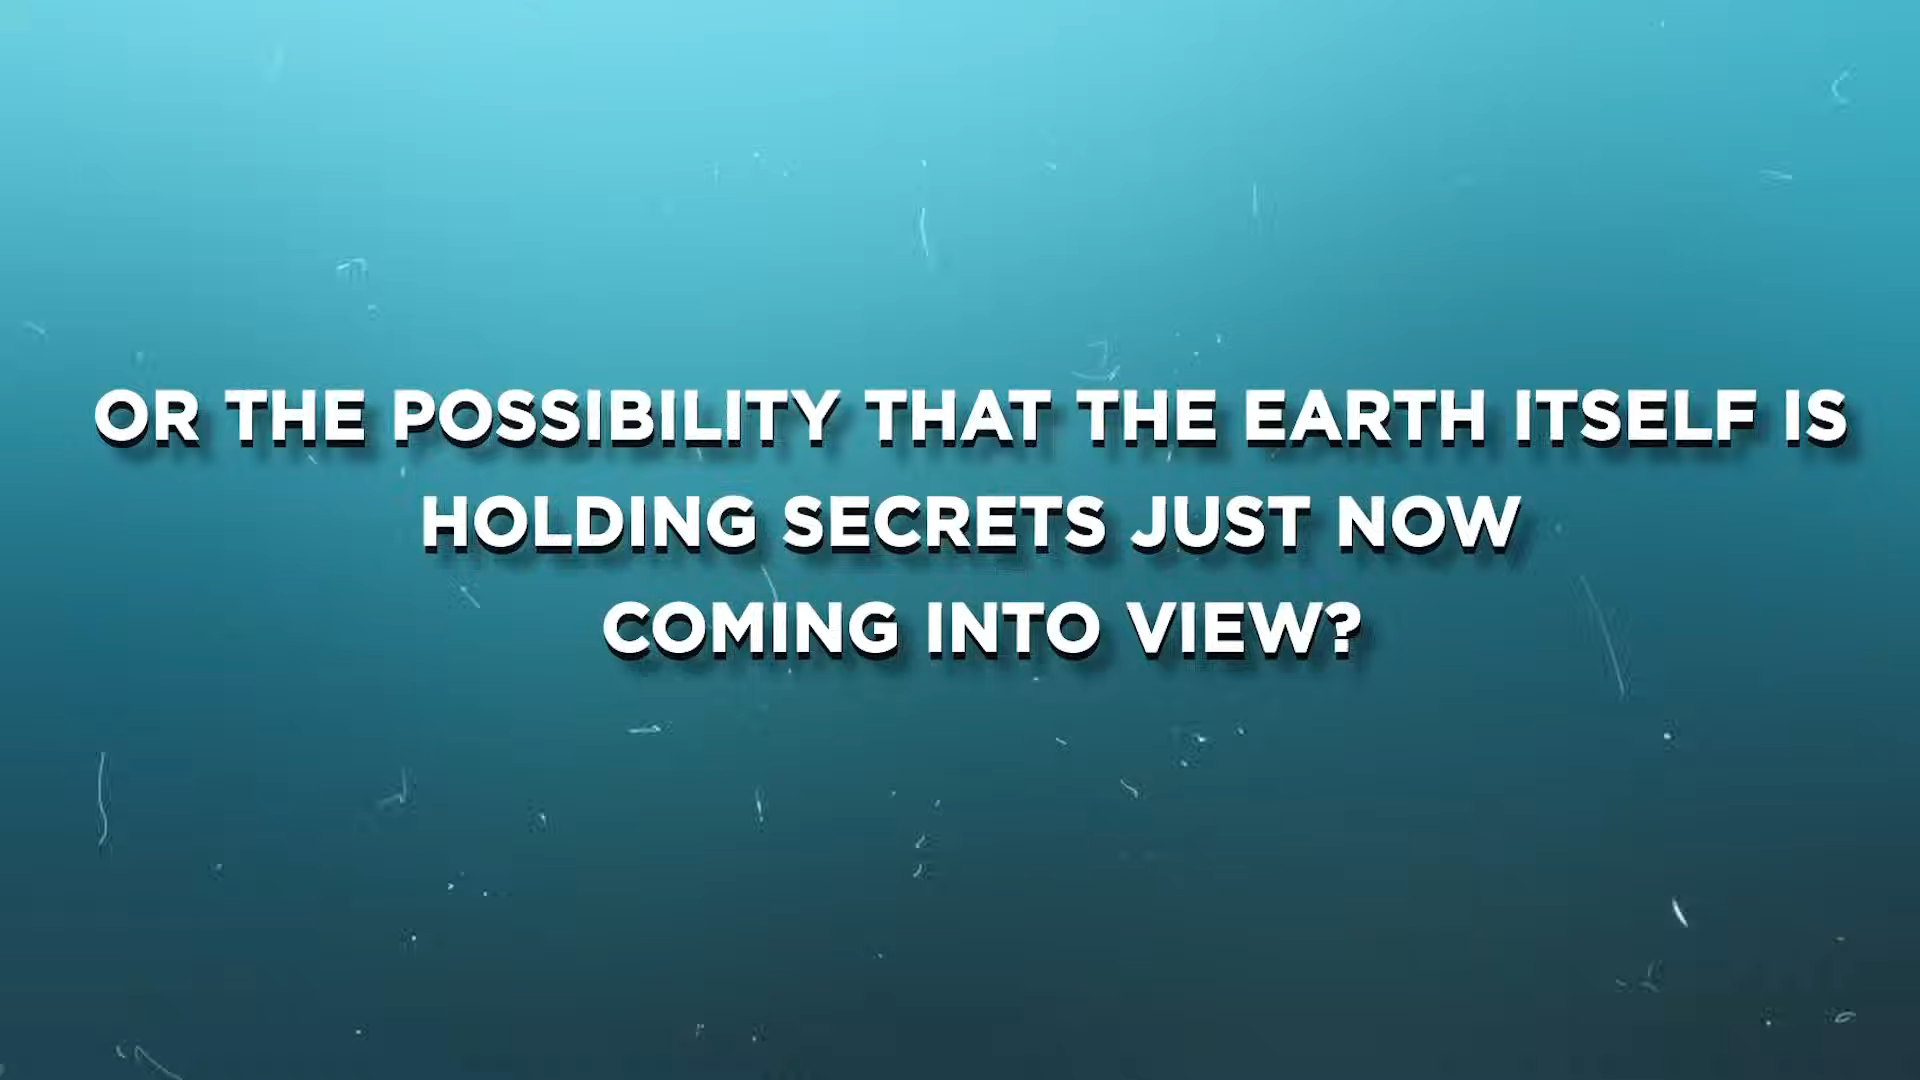 OR THE POSSIBILITY THAT THE EARTH ITSELF IS
HOLDING SECRETS JUST NOW
COMING INTO VIEW?